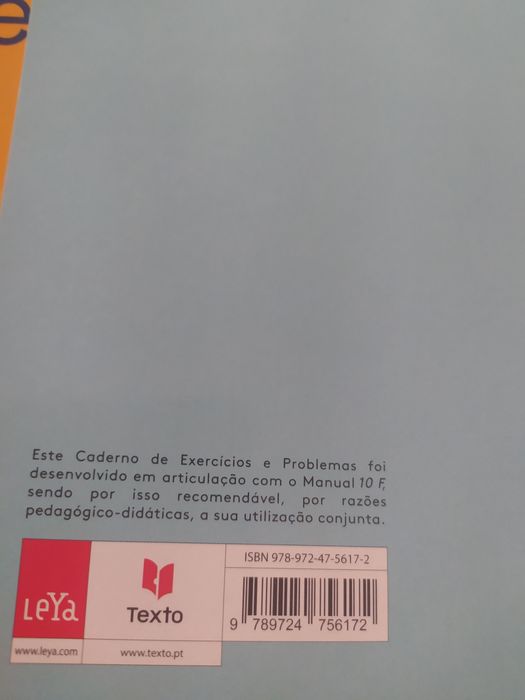 e
Este Caderno de Exercícios e Problemas foi
desenvolvido em articulação com o Manual 10 F,
sendo por isso recomendável, por razões
pedagógico-didáticas, a sua utilização conjunta.
LEYA
www.leya.com
Texto
www.texto.pt
ISBN 978-972-47-5617-2
9 789724 756172